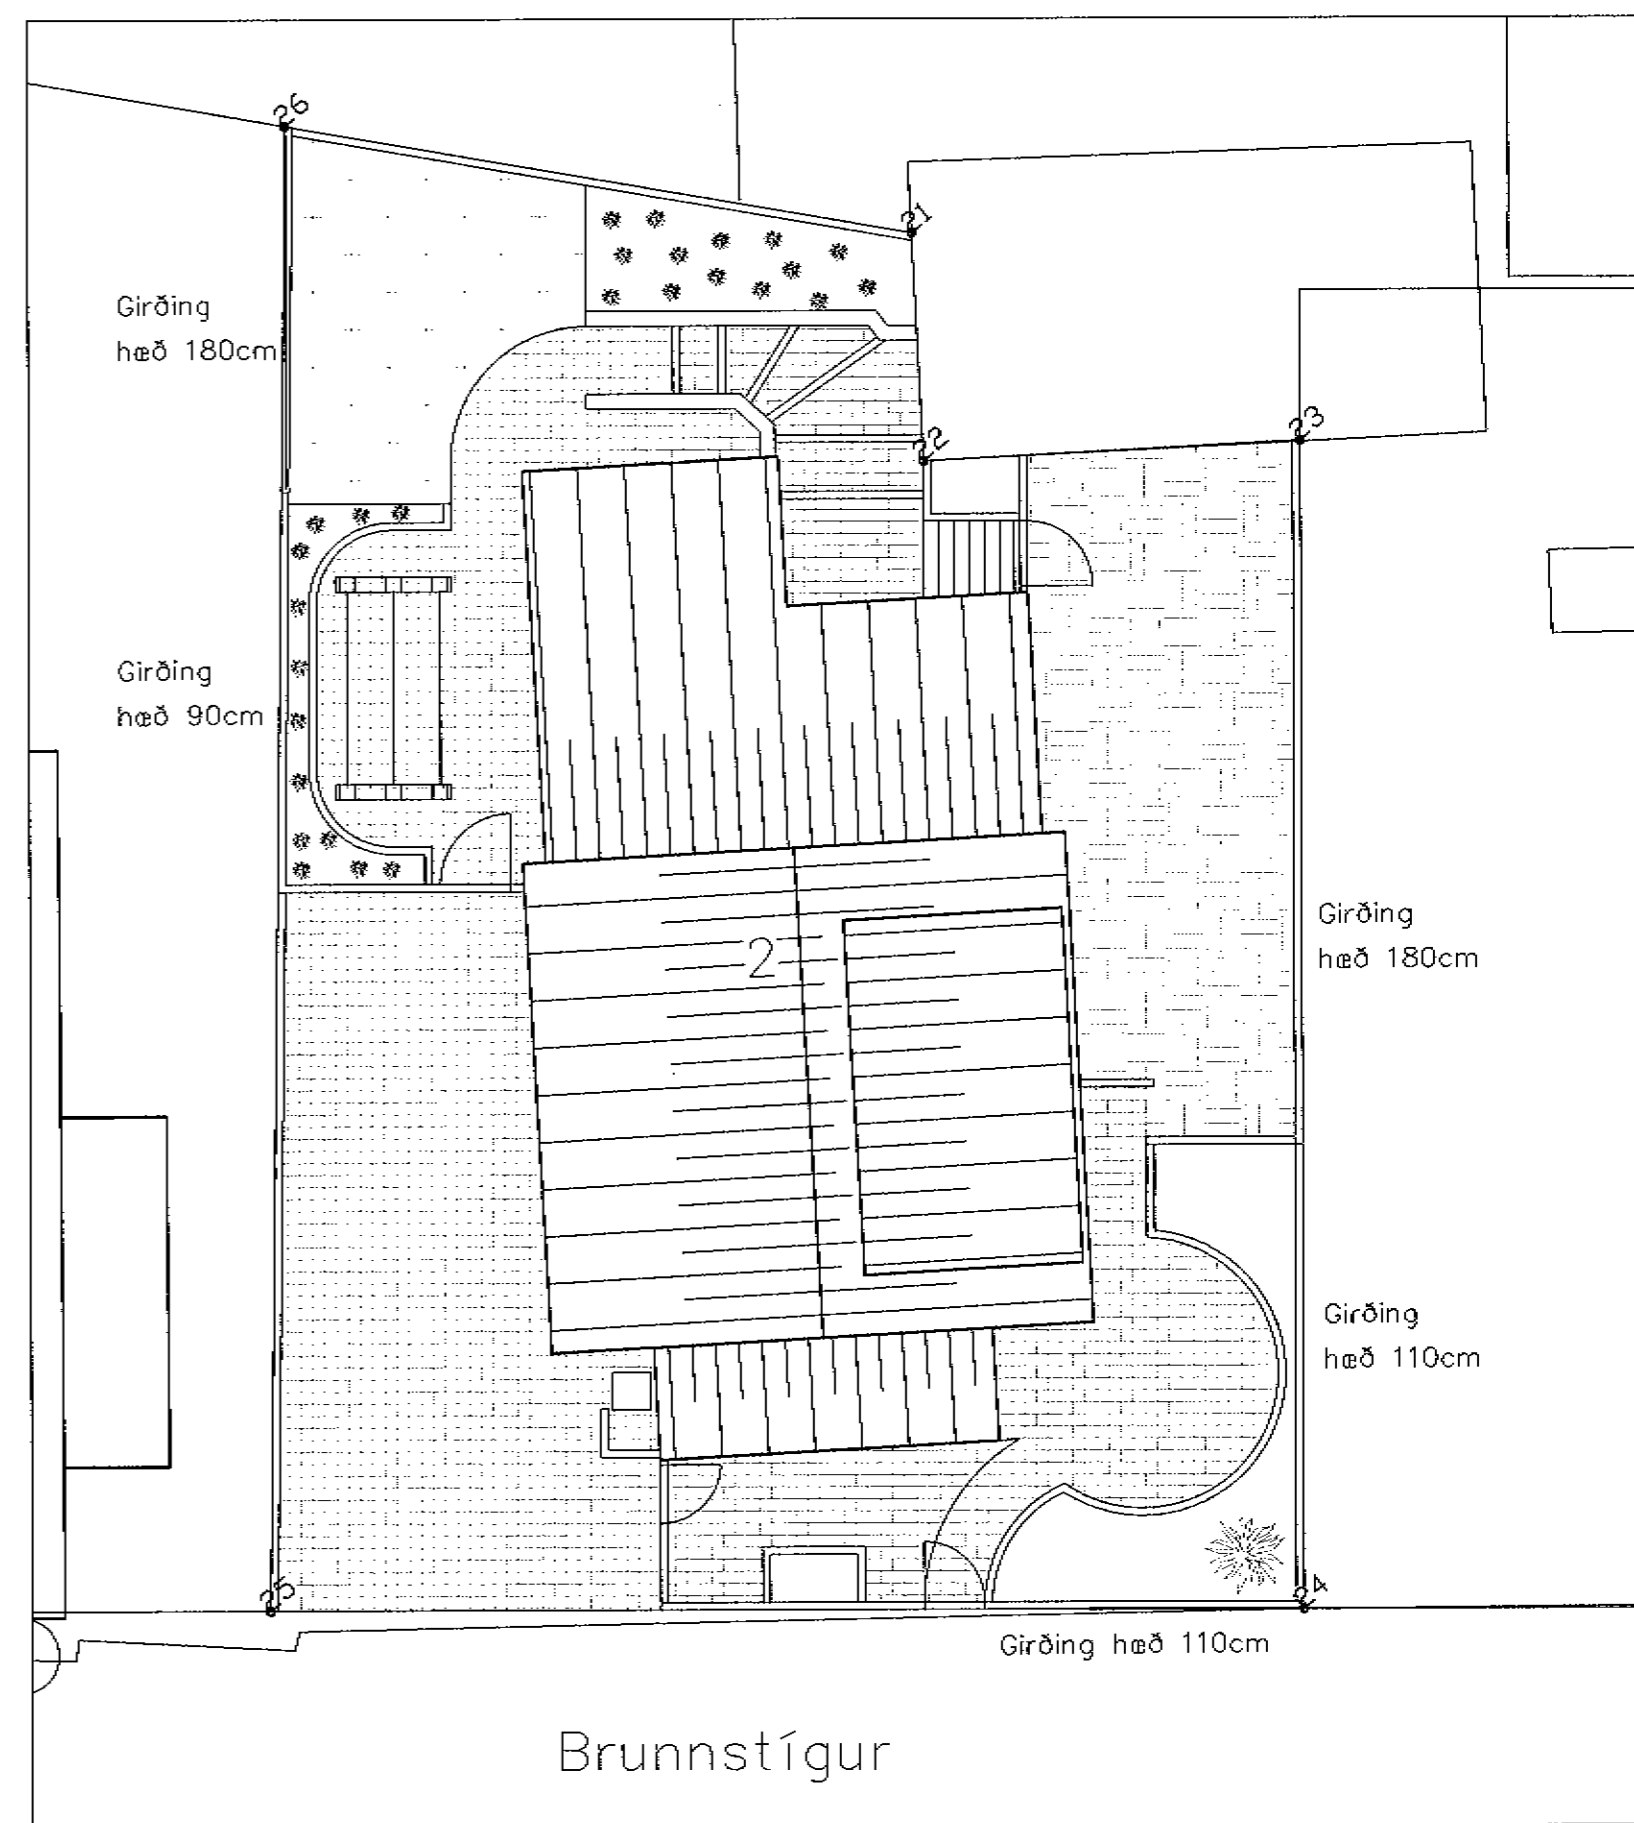 26
21
Girðing
hæð 180cm
23
22
Girðing
hæð 90cm
Girðing
hæð 180cm
2
Girðing
hæð 110cm
25
24
Girðing hæð 110cm
Brunnstígur